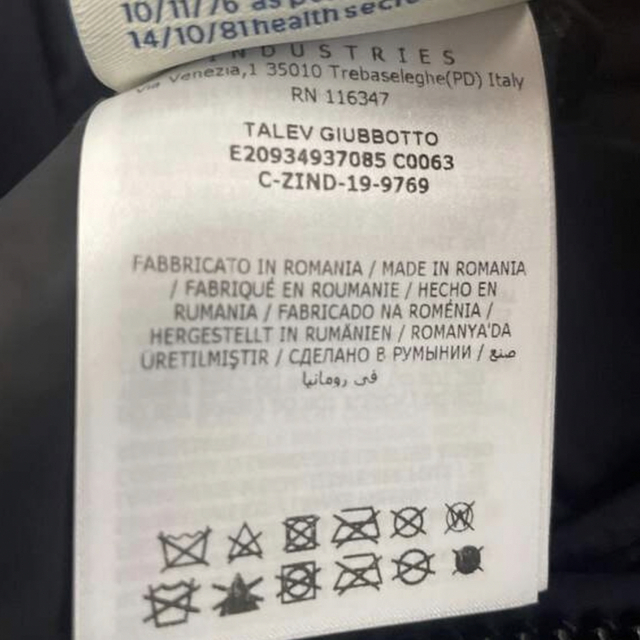 10/11/76 as p
14/10/81 health secre
INDUSTRIES
Via Venezia,1 35010 Trebaseleghe(PD) Italy
RN 116347
TALEV GIUBBOTTO
E20934937085 C0063
C-ZIND-19-9769
FABBRICATO IN ROMANIA / MADE IN ROMANIA
/ FABRIQUÉ EN ROUMANIE / HECHO EN
RUMANIA / FABRICADO NA ROMÉNIA /
HERGESTELLT IN RUMÄNIEN / ROMANYA'DA
ÜRETILMIŞTIR / СДЕЛАНО В РУМЫНИИ / صنع
في رومانيا